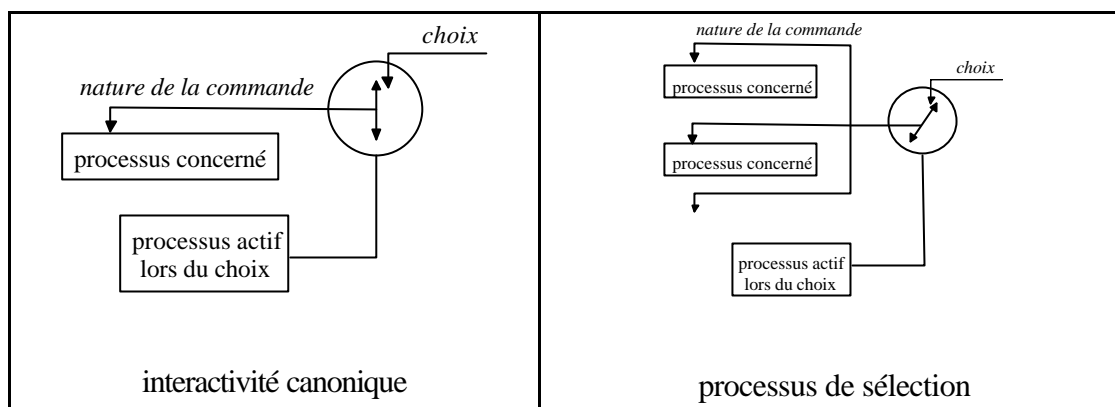 choix
nature de la commande
processus concerné
processus actif
lors du choix
interactivité canonique
nature de la commande
processus concerné
choix
processus concerné
processus actif
lors du choix
processus de sélection